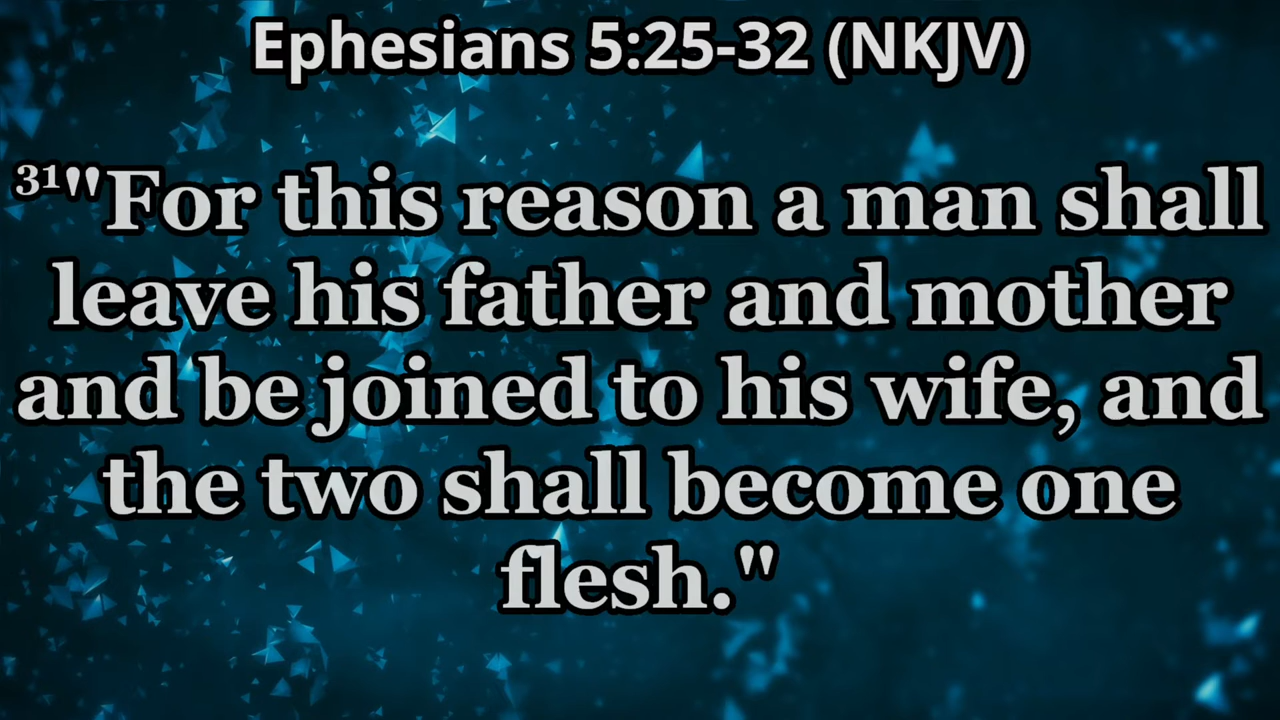 Ephesians 5:25-32 (NKJV)
³¹"For this reason a man shall
leave his father and mother
and be joined to his wife, and
the two shall become one
flesh."